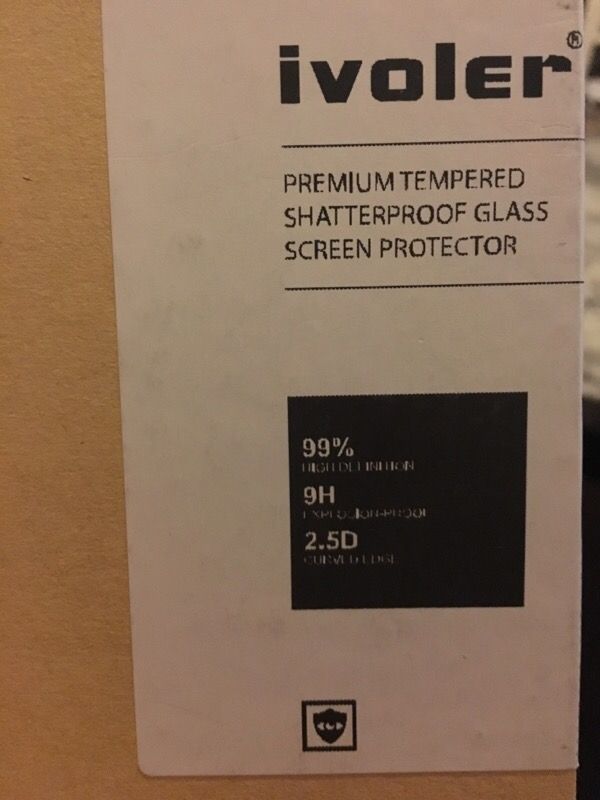 ivoler®
PREMIUM TEMPERED
SHATTERPROOF GLASS
SCREEN PROTECTOR
99%
HIGH DEFINITION
9H
EXPLOSION-PROOF
2.5D
CURVED EDGE